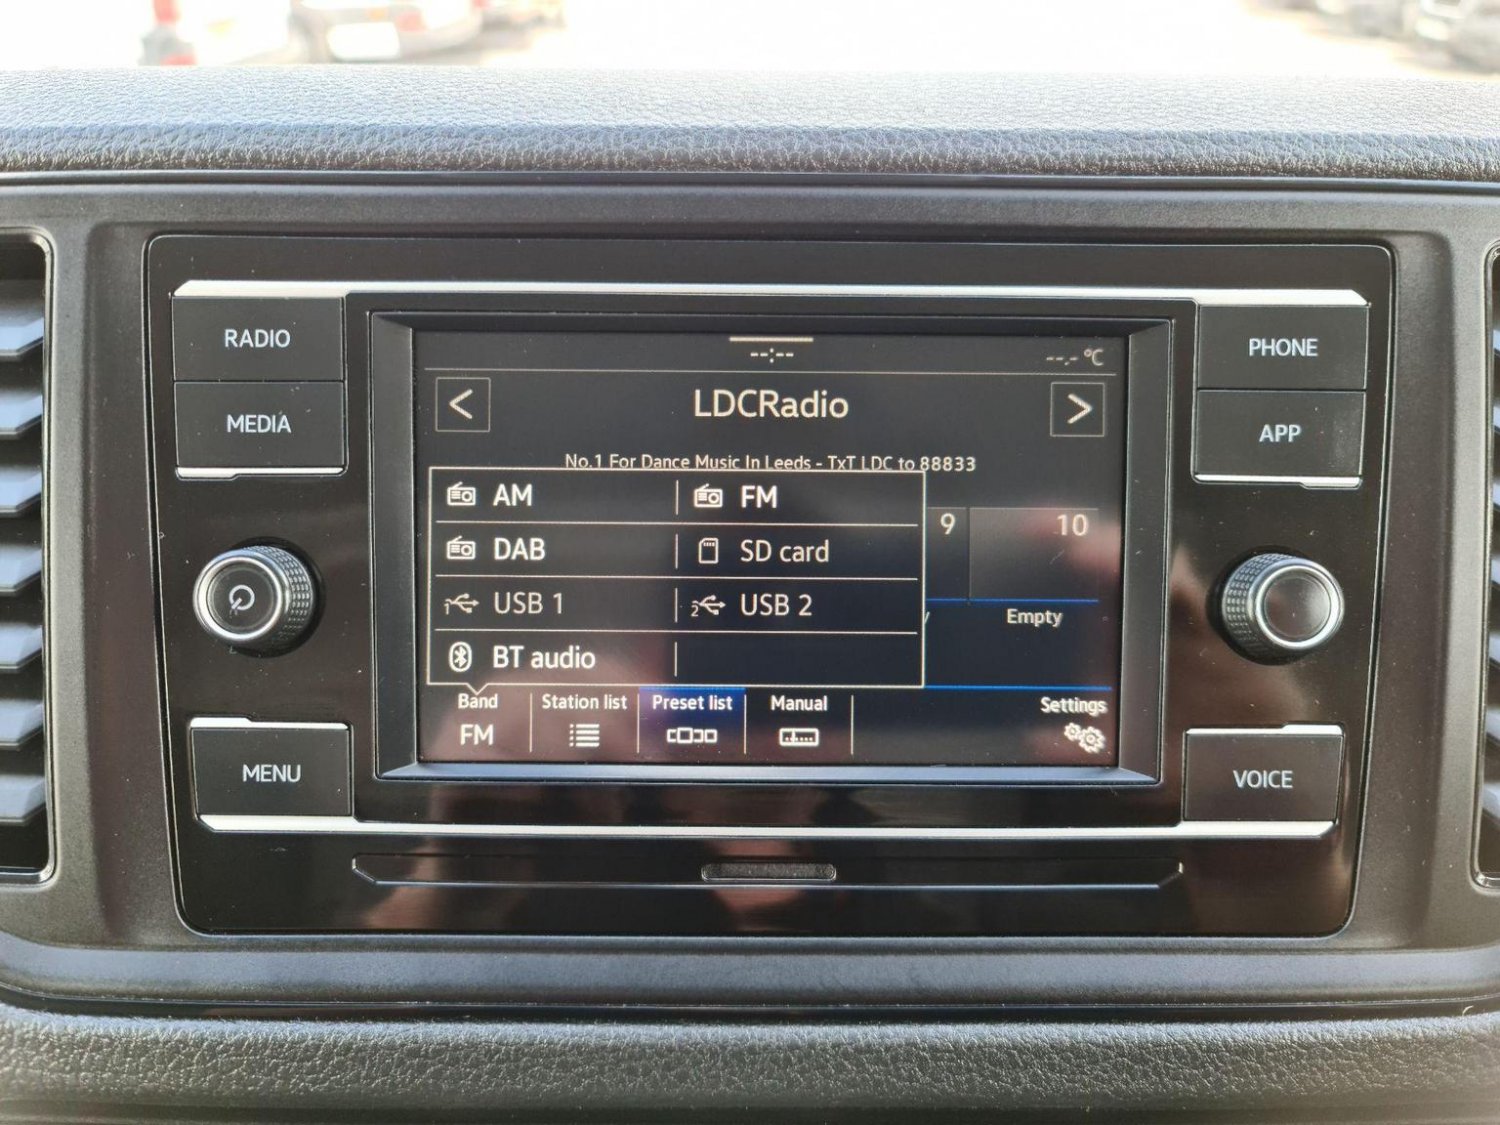 RADIO
MEDIA
MENU
PHONE
APP
VOICE
--:--
--.- °C
<
LDCRadio
>
No.1 For Dance Music In Leeds - TxT LDC to 88833
AM
FM
DAB
SD card
1 USB 1
2 USB 2
BT audio
9
10
Empty
Band
FM
Station list
Preset list
Manual
Settings